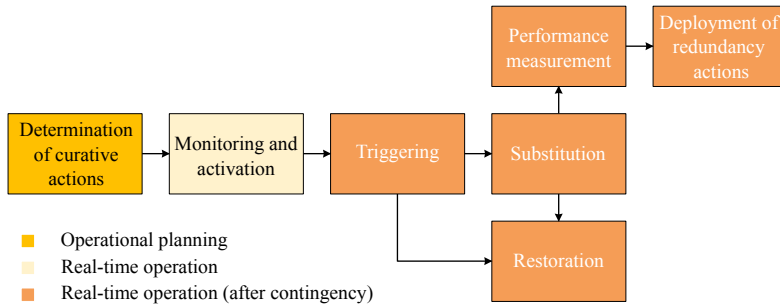 Performance
measurement
Deployment of
redundancy
actions
Determination
of curative
actions
Monitoring and
activation
Triggering
Substitution
Restoration
Operational planning
Real-time operation
Real-time operation (after contingency)